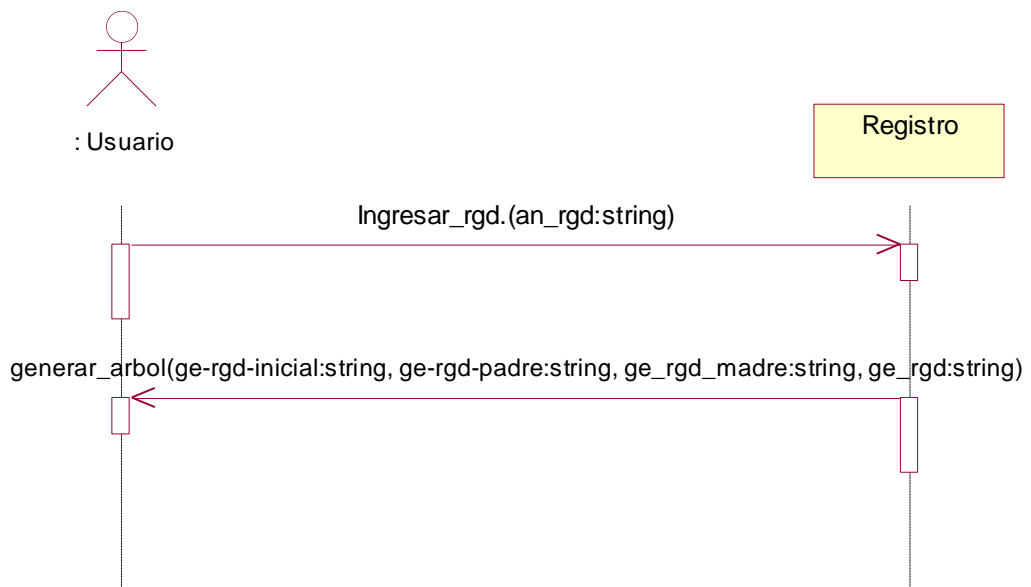 : Usuario
Registro
Ingresar_rgd.(an_rgd:string)
generar_arbol(ge-rgd-inicial:string, ge-rgd-padre:string, ge_rgd_madre:string, ge_rgd:string)